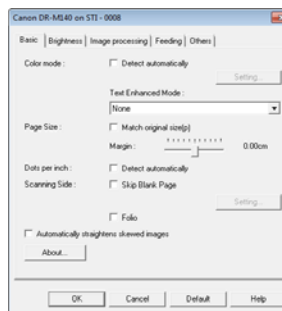 Canon DR-M140 on STI - 0008
Basic Brightness Image processing Feeding Others
Color mode : Detect automatically
Setting...
Text Enhanced Mode :
None
Page Size : Match original size(p)
Margin : 0.00cm
Dots per inch : Detect automatically
Scanning Side : Skip Blank Page
Setting...
Folio
Automatically straightens skewed images
About...
OK Cancel Default Help